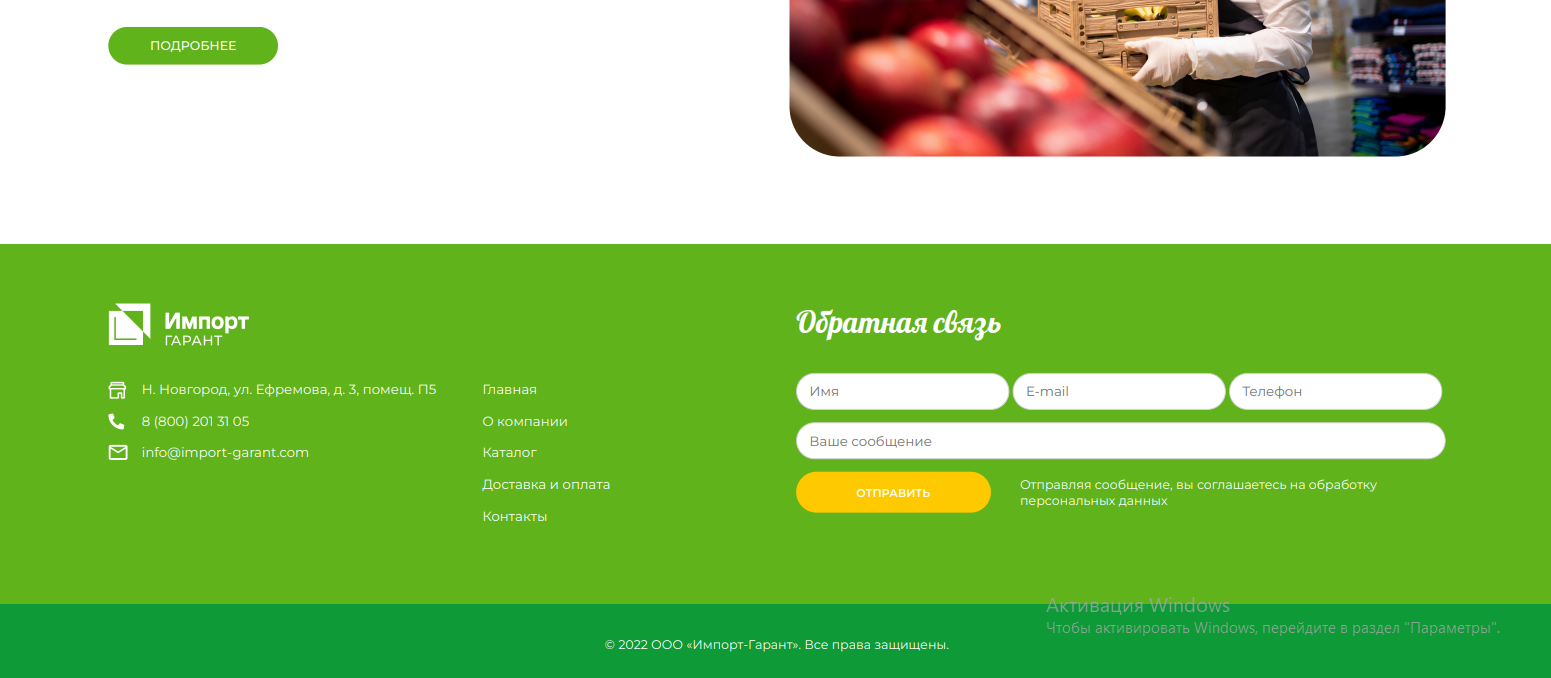 ПОДРОБНЕЕ
Импорт
ГАРАНТ
Н. Новгород, ул. Ефремова, д. 3, помещ. П5
8 (800) 201 31 05
info@import-garant.com
Главная
О компании
Каталог
Доставка и оплата
Контакты
Обратная связь
Имя
E-mail
Телефон
Ваше сообщение
ОТПРАВИТЬ
Отправляя сообщение, вы соглашаетесь на обработку
персональных данных
Активация Windows
Чтобы активировать Windows, перейдите в раздел "Параметры".
© 2022 ООО «Импорт-Гарант». Все права защищены.